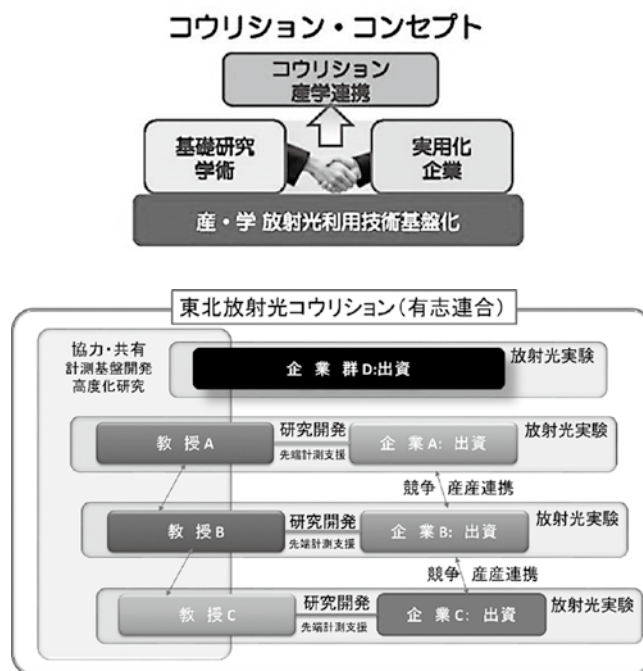 コウリション・コンセプト
コウリション
産学連携
基礎研究
学術
実用化
企業
産・学 放射光利用技術基盤化
東北放射光コウリション(有志連合)
協力・共有
計測基盤開発
高度化研究
企業群D:出資
放射光実験
教授A
研究開発
先端計測支援
企業A: 出資
放射光実験
競争 産産連携
教授B
研究開発
先端計測支援
企業B: 出資
放射光実験
競争 産産連携
教授C
研究開発
先端計測支援
企業C: 出資
放射光実験